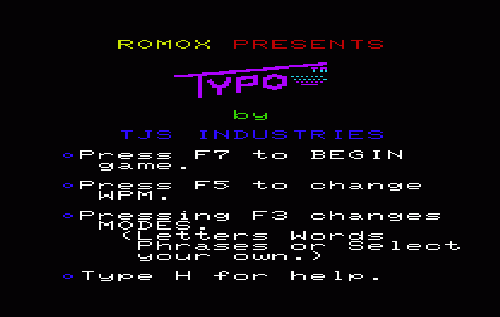 ROMOX PRESENTS
TYPO TM
by
TJS INDUSTRIES
Press F7 to BEGIN
game.
Press F5 to change
WPM.
Pressing F3 changes
MODES.
(Letters Words
Phrases or Select
your own.)
Type H for help.